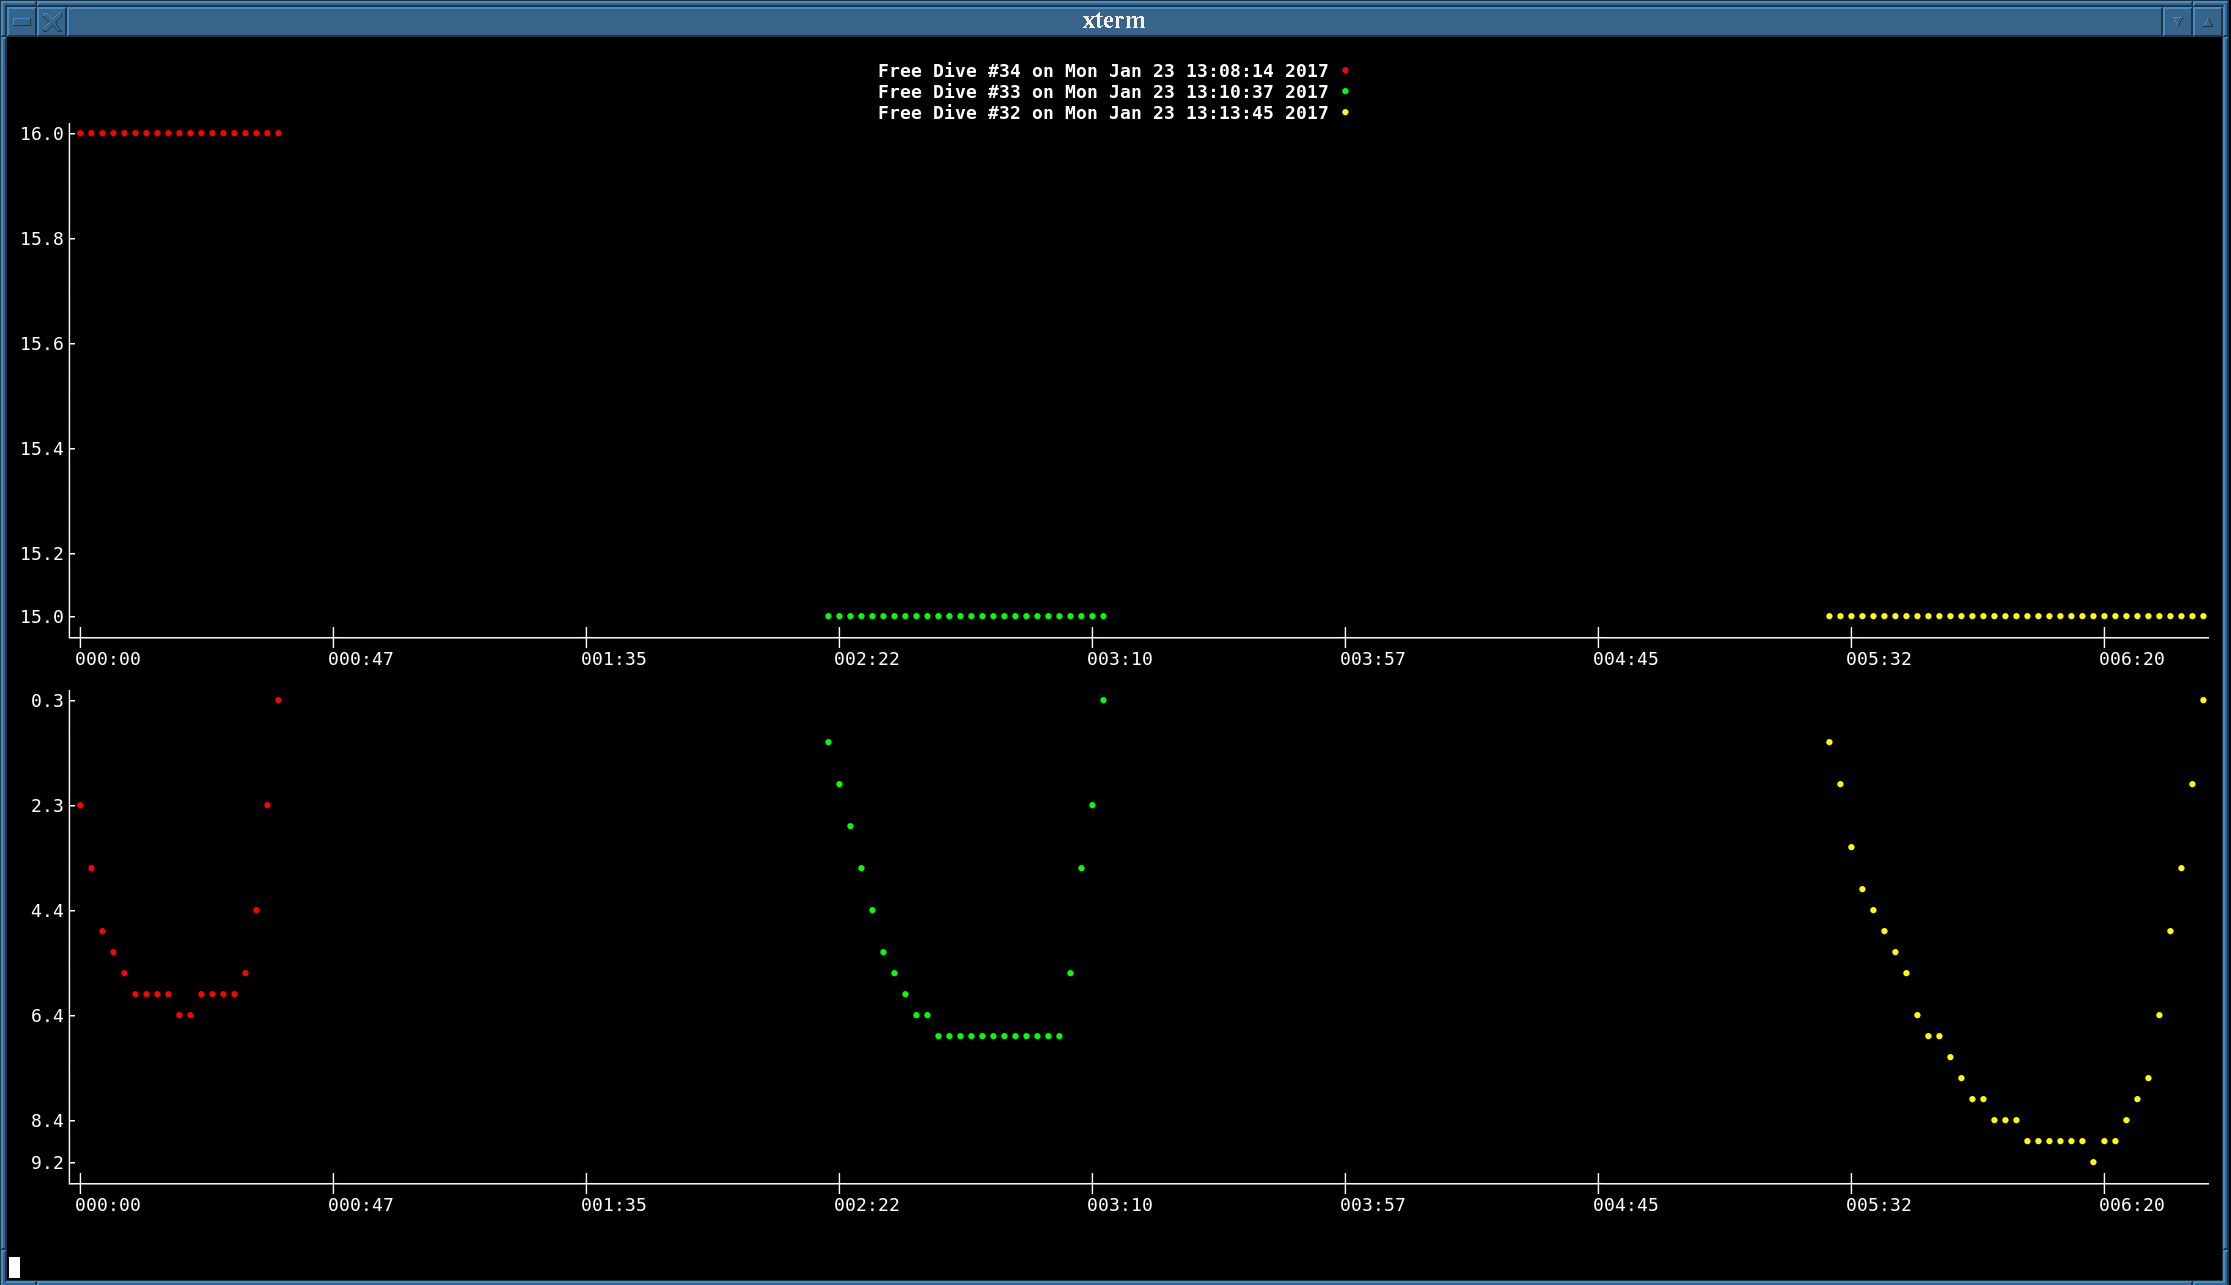 xterm
Free Dive #34 on Mon Jan 23 13:08:14 2017
Free Dive #33 on Mon Jan 23 13:10:37 2017
Free Dive #32 on Mon Jan 23 13:13:45 2017
16.0
15.8
15.6
15.4
15.2
15.0
000:00 000:47 001:35 002:22 003:10 003:57 004:45 005:32 006:20
0.3
2.3
4.4
6.4
8.4
9.2
000:00 000:47 001:35 002:22 003:10 003:57 004:45 005:32 006:20